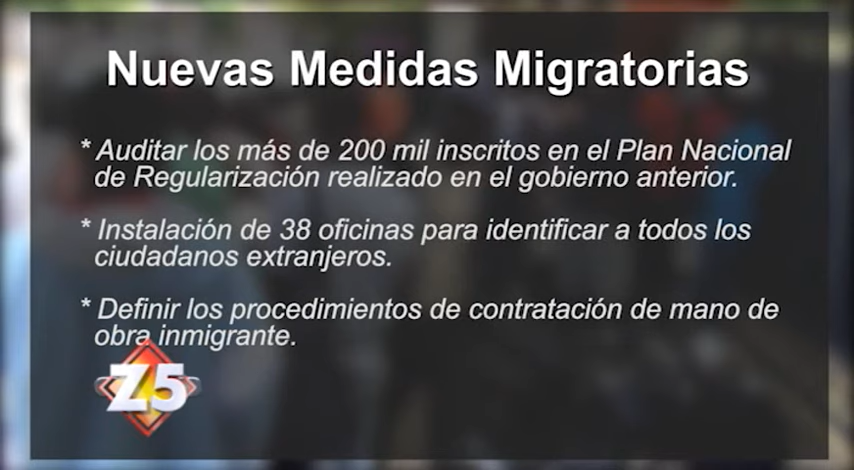 Nuevas Medidas Migratorias
* Auditar los más de 200 mil inscritos en el Plan Nacional
de Regularización realizado en el gobierno anterior.
* Instalación de 38 oficinas para identificar a todos los
ciudadanos extranjeros.
* Definir los procedimientos de contratación de mano de
obra inmigrante.
Z5